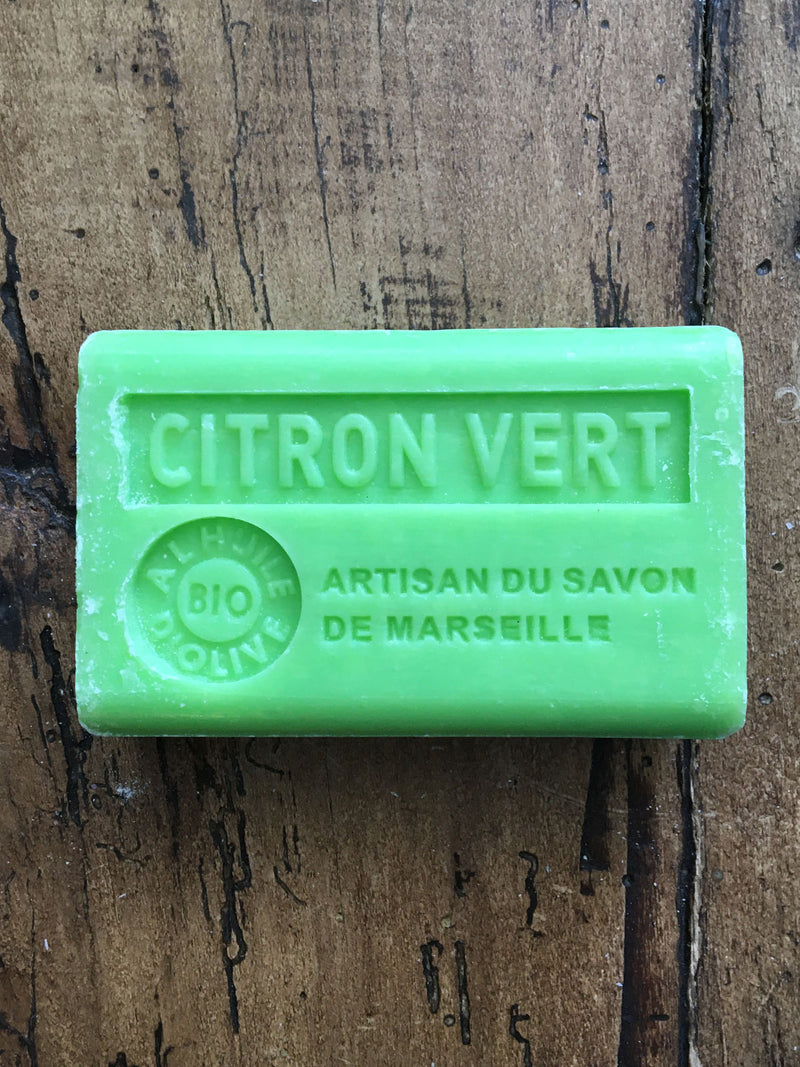 CITRON VERT
A L'HUILE
BIO
D'OLIVE
ARTISAN DU SAVON
DE MARSEILLE